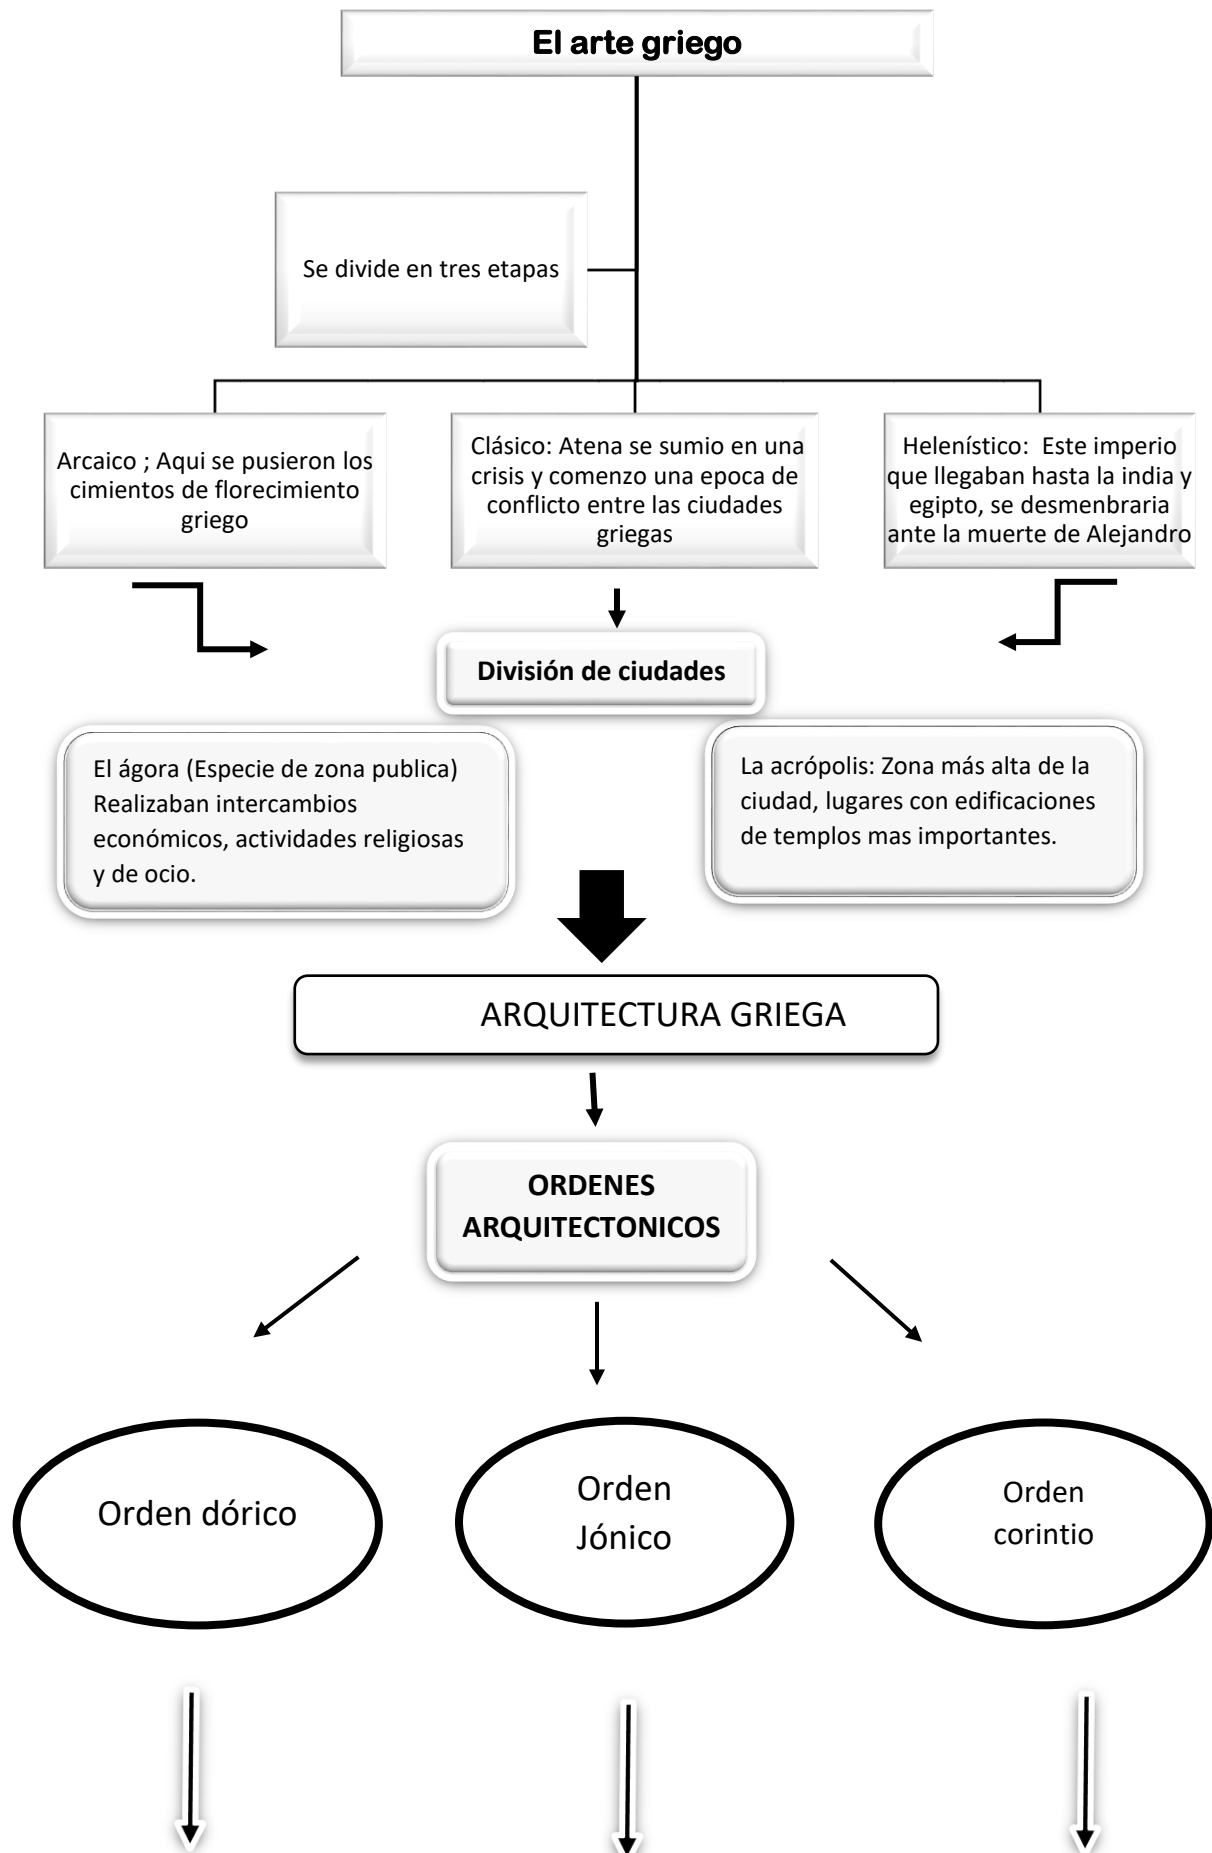 El arte griego
Se divide en tres etapas
Arcaico ; Aqui se pusieron los
cimientos de florecimiento
griego
Clásico: Atena se sumio en una
crisis y comenzo una epoca de
conflicto entre las ciudades
griegas
Helenístico:  Este imperio
que llegaban hasta la india y
egipto, se desmenbraria
ante la muerte de Alejandro
División de ciudades
El ágora (Especie de zona publica)
Realizaban intercambios
económicos, actividades religiosas
y de ocio.
La acrópolis: Zona más alta de la
ciudad, lugares con edificaciones
de templos mas importantes.
ARQUITECTURA GRIEGA
ORDENES
ARQUITECTONICOS
Orden dórico
Orden
Jónico
Orden
corintio